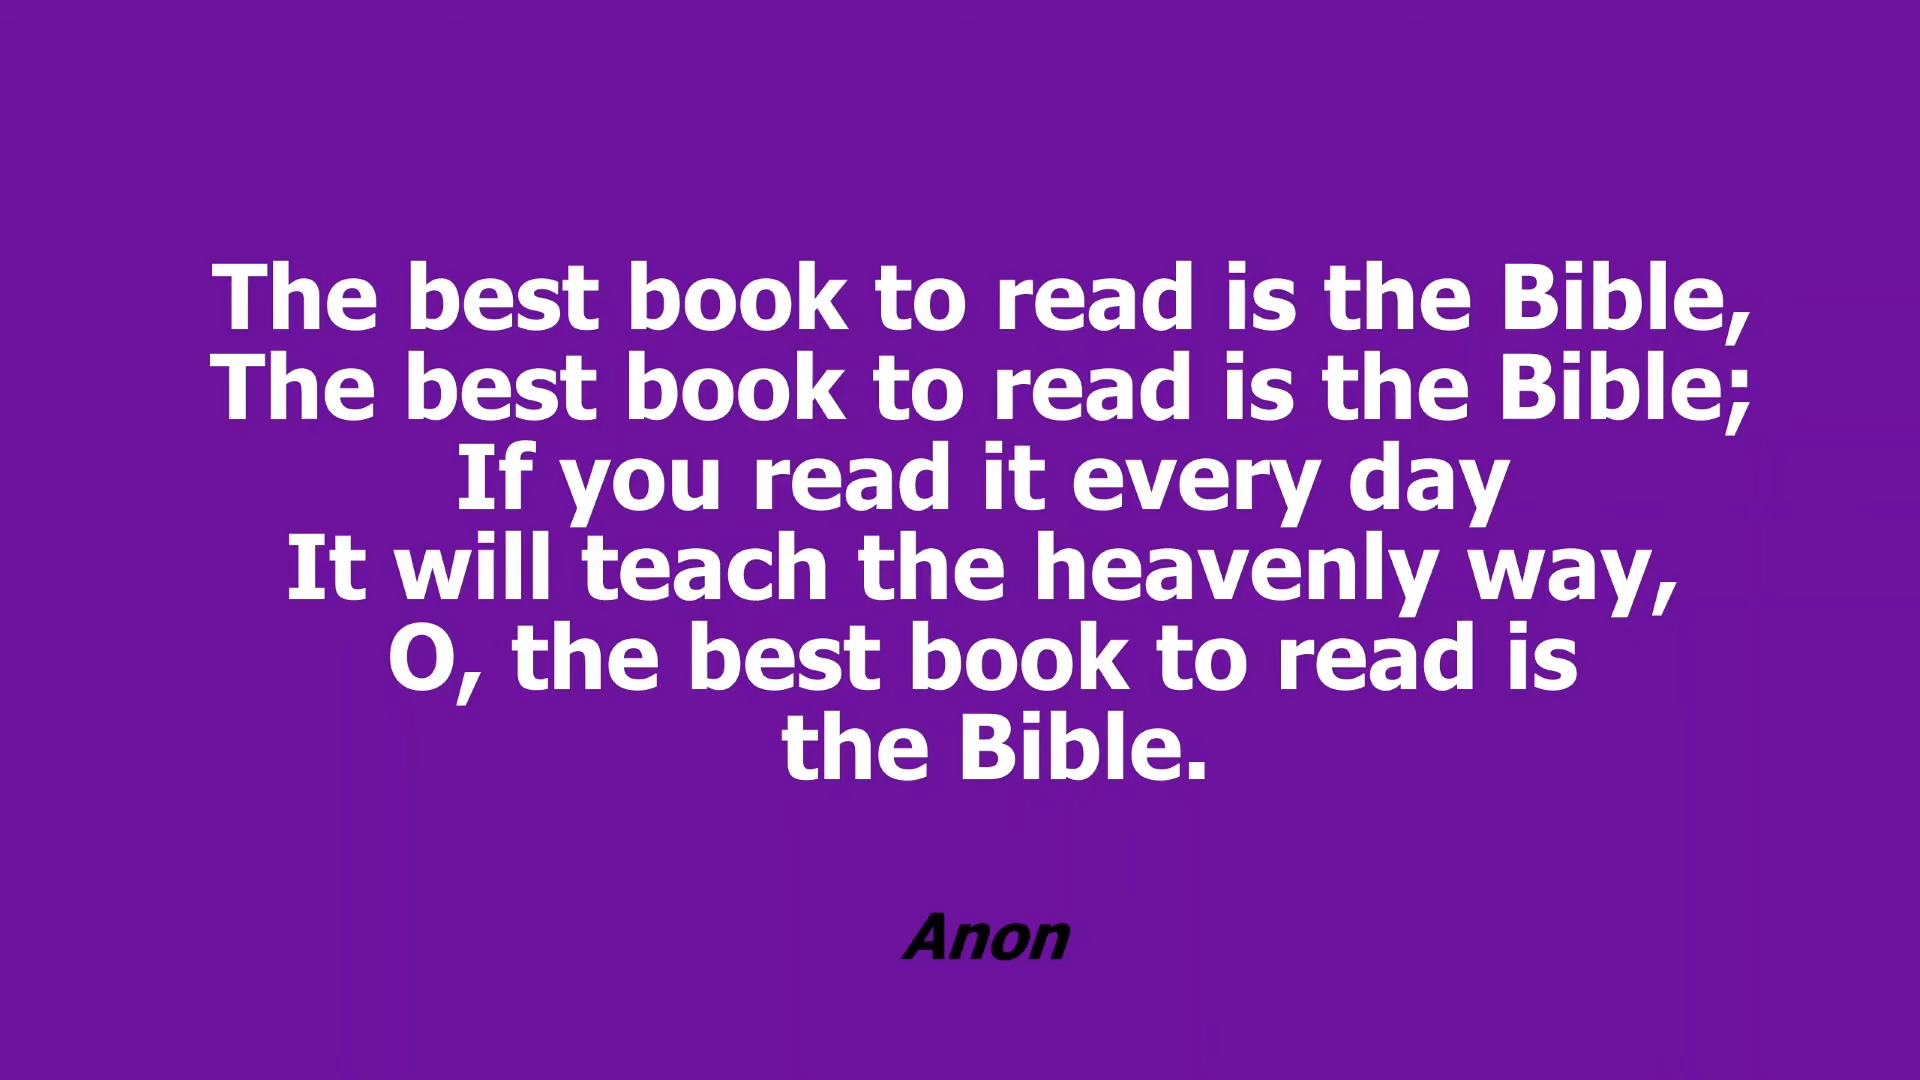 The best book to read is the Bible,
The best book to read is the Bible;
If you read it every day
It will teach the heavenly way,
O, the best book to read is
the Bible.
Anon